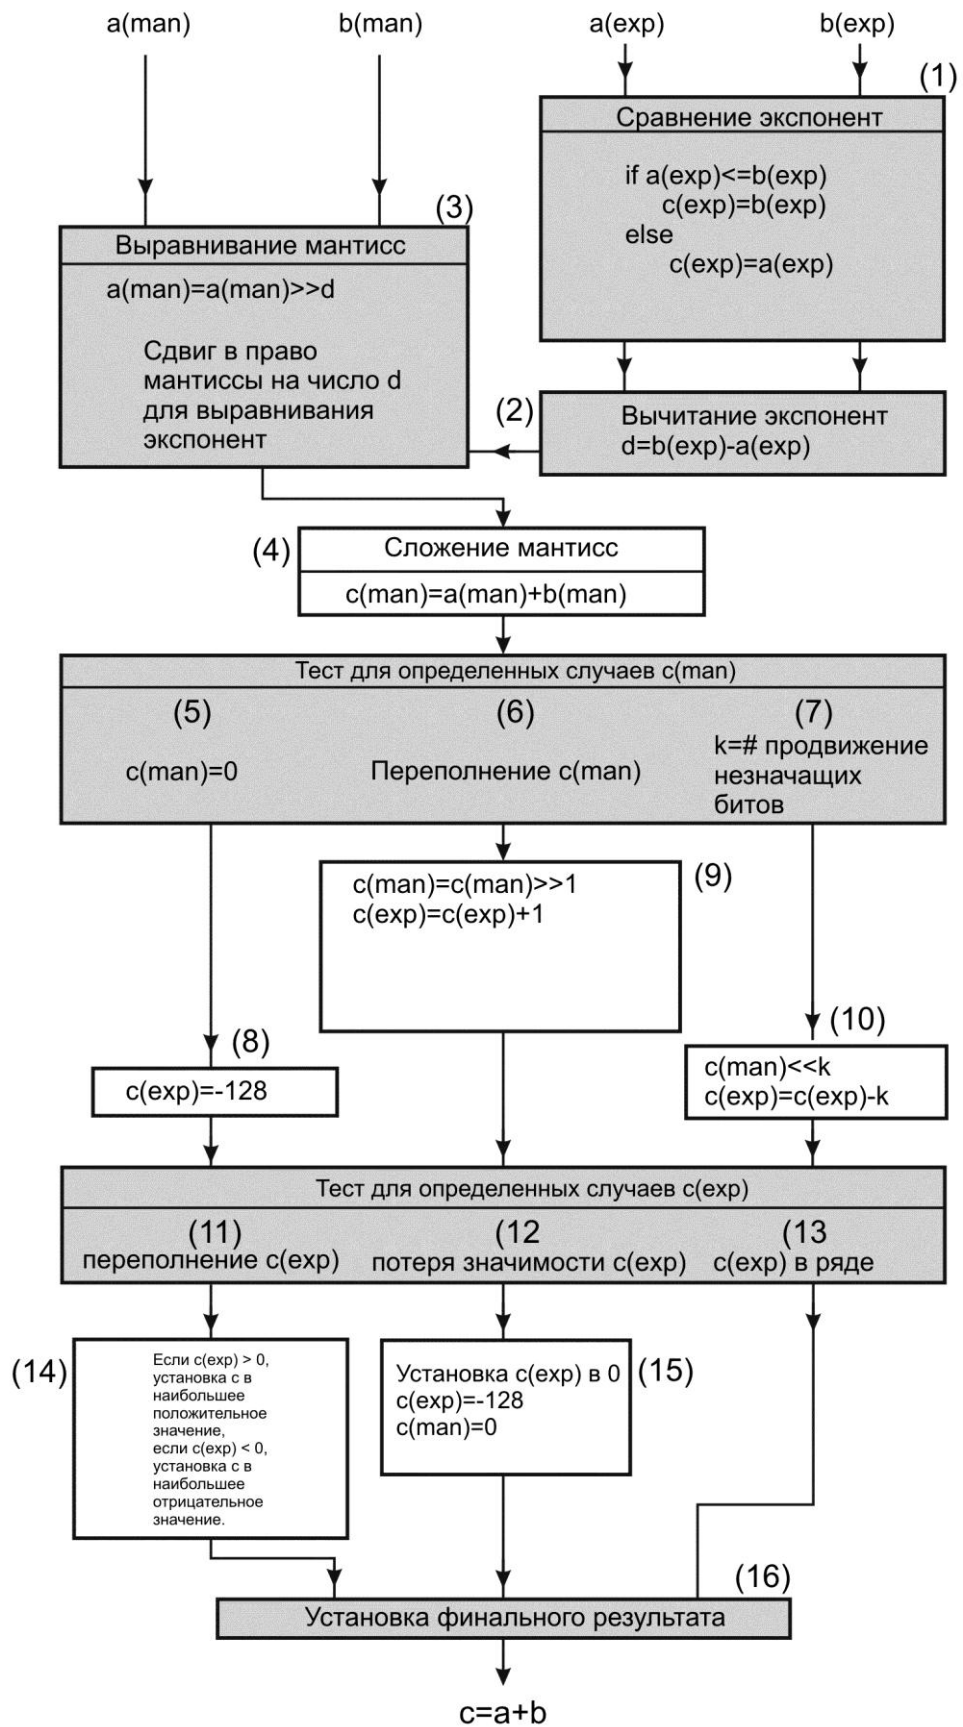 a(man)
b(man)
a(exp)
b(exp)
(1)
Сравнение экспонент
if a(exp)<=b(exp)
c(exp)=b(exp)
else
c(exp)=a(exp)
(3)
Выравнивание мантисс
a(man)=a(man)>>d
Сдвиг в право
мантиссы на число d
для выравнивания
экспонент
(2)
Вычитание экспонент
d=b(exp)-a(exp)
(4)
Сложение мантисс
c(man)=a(man)+b(man)
Тест для определенных случаев c(man)
(5)
c(man)=0
(6)
Переполнение c(man)
(7)
k=# продвижение
незначащих
битов
(9)
c(man)=c(man)>>1
c(exp)=c(exp)+1
(8)
c(exp)=-128
(10)
c(man)<<k
c(exp)=c(exp)-k
Тест для определенных случаев c(exp)
(11)
переполнение c(exp)
(12
потеря значимости c(exp)
(13
c(exp) в ряде
(14)
Если c(exp) > 0,
установка c в
наибольшее
положительное
значение,
если c(exp) < 0,
установка c в
наибольшее
отрицательное
значение.
(15)
Установка c(exp) в 0
c(exp)=-128
c(man)=0
(16)
Установка финального результата
c=a+b